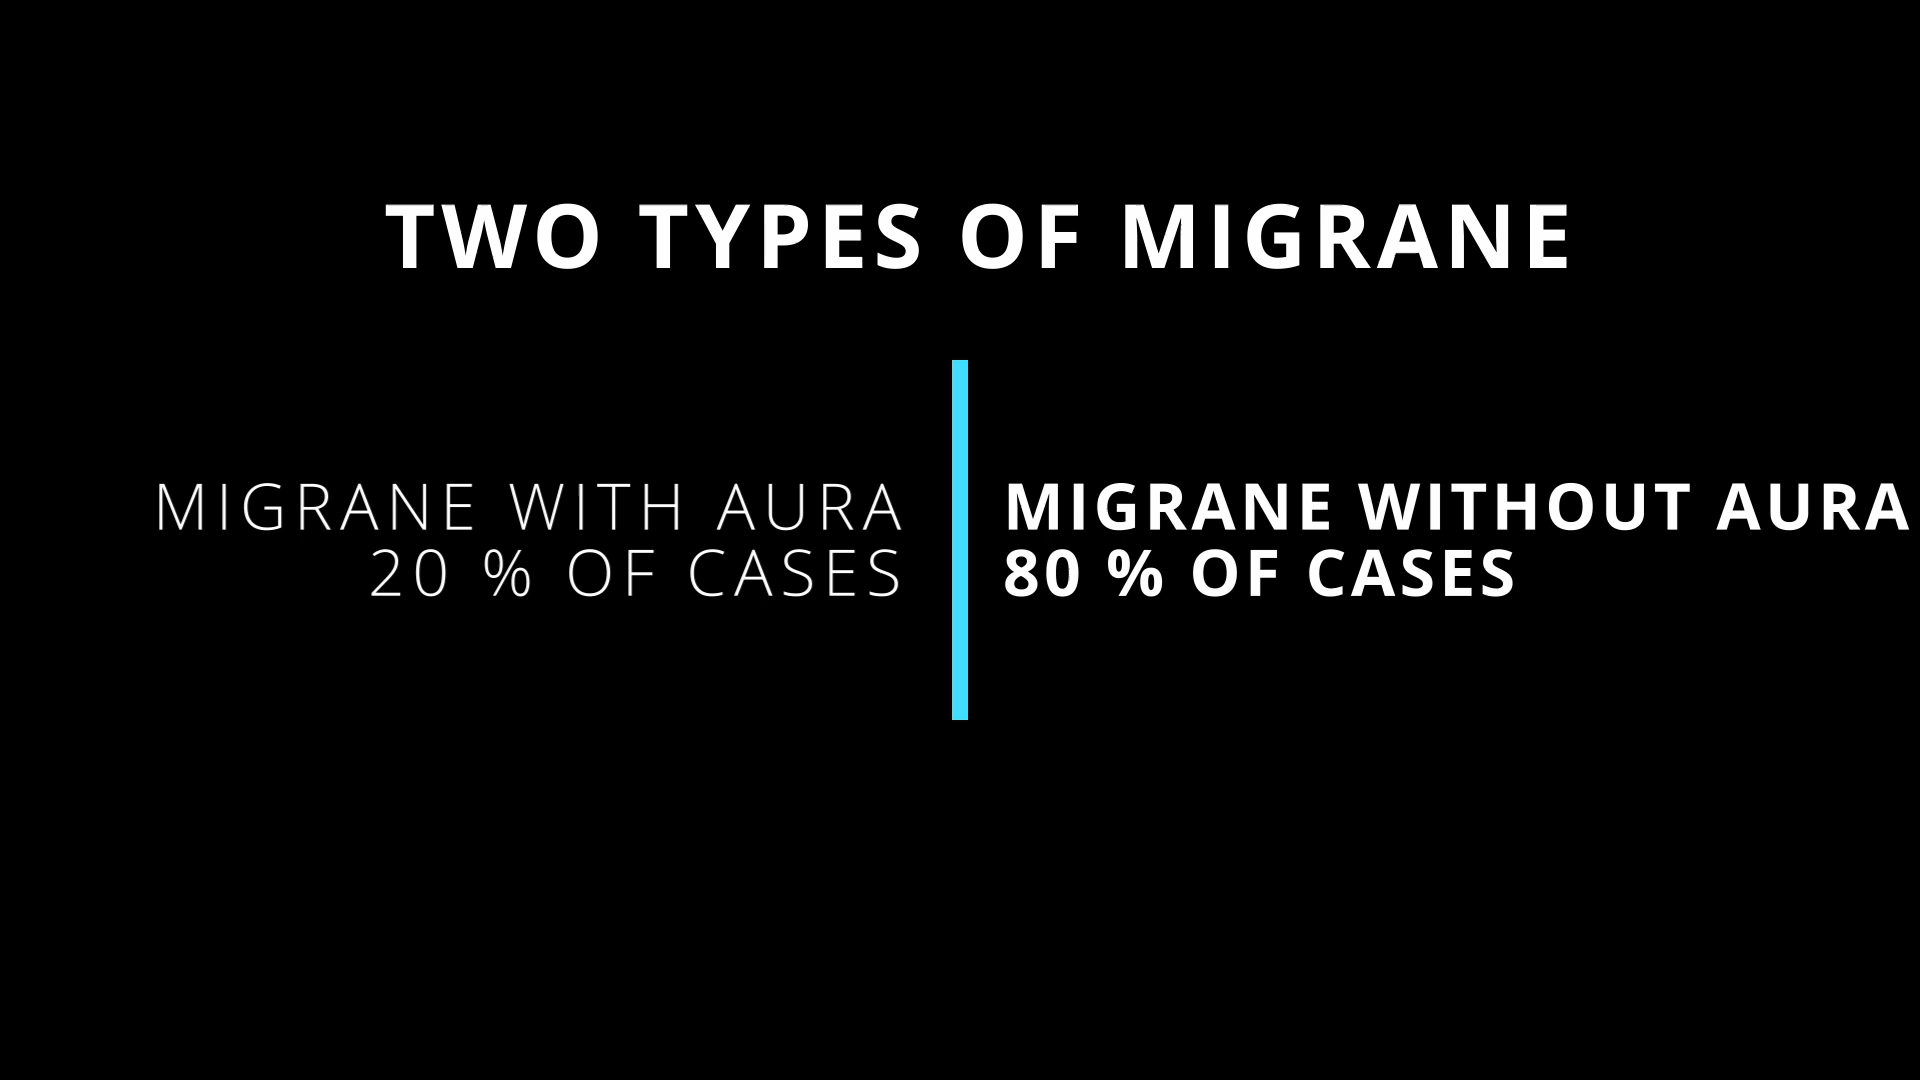 TWO TYPES OF MIGRANE
MIGRANE WITH AURA
20 % OF CASES
MIGRANE WITHOUT AURA
80 % OF CASES